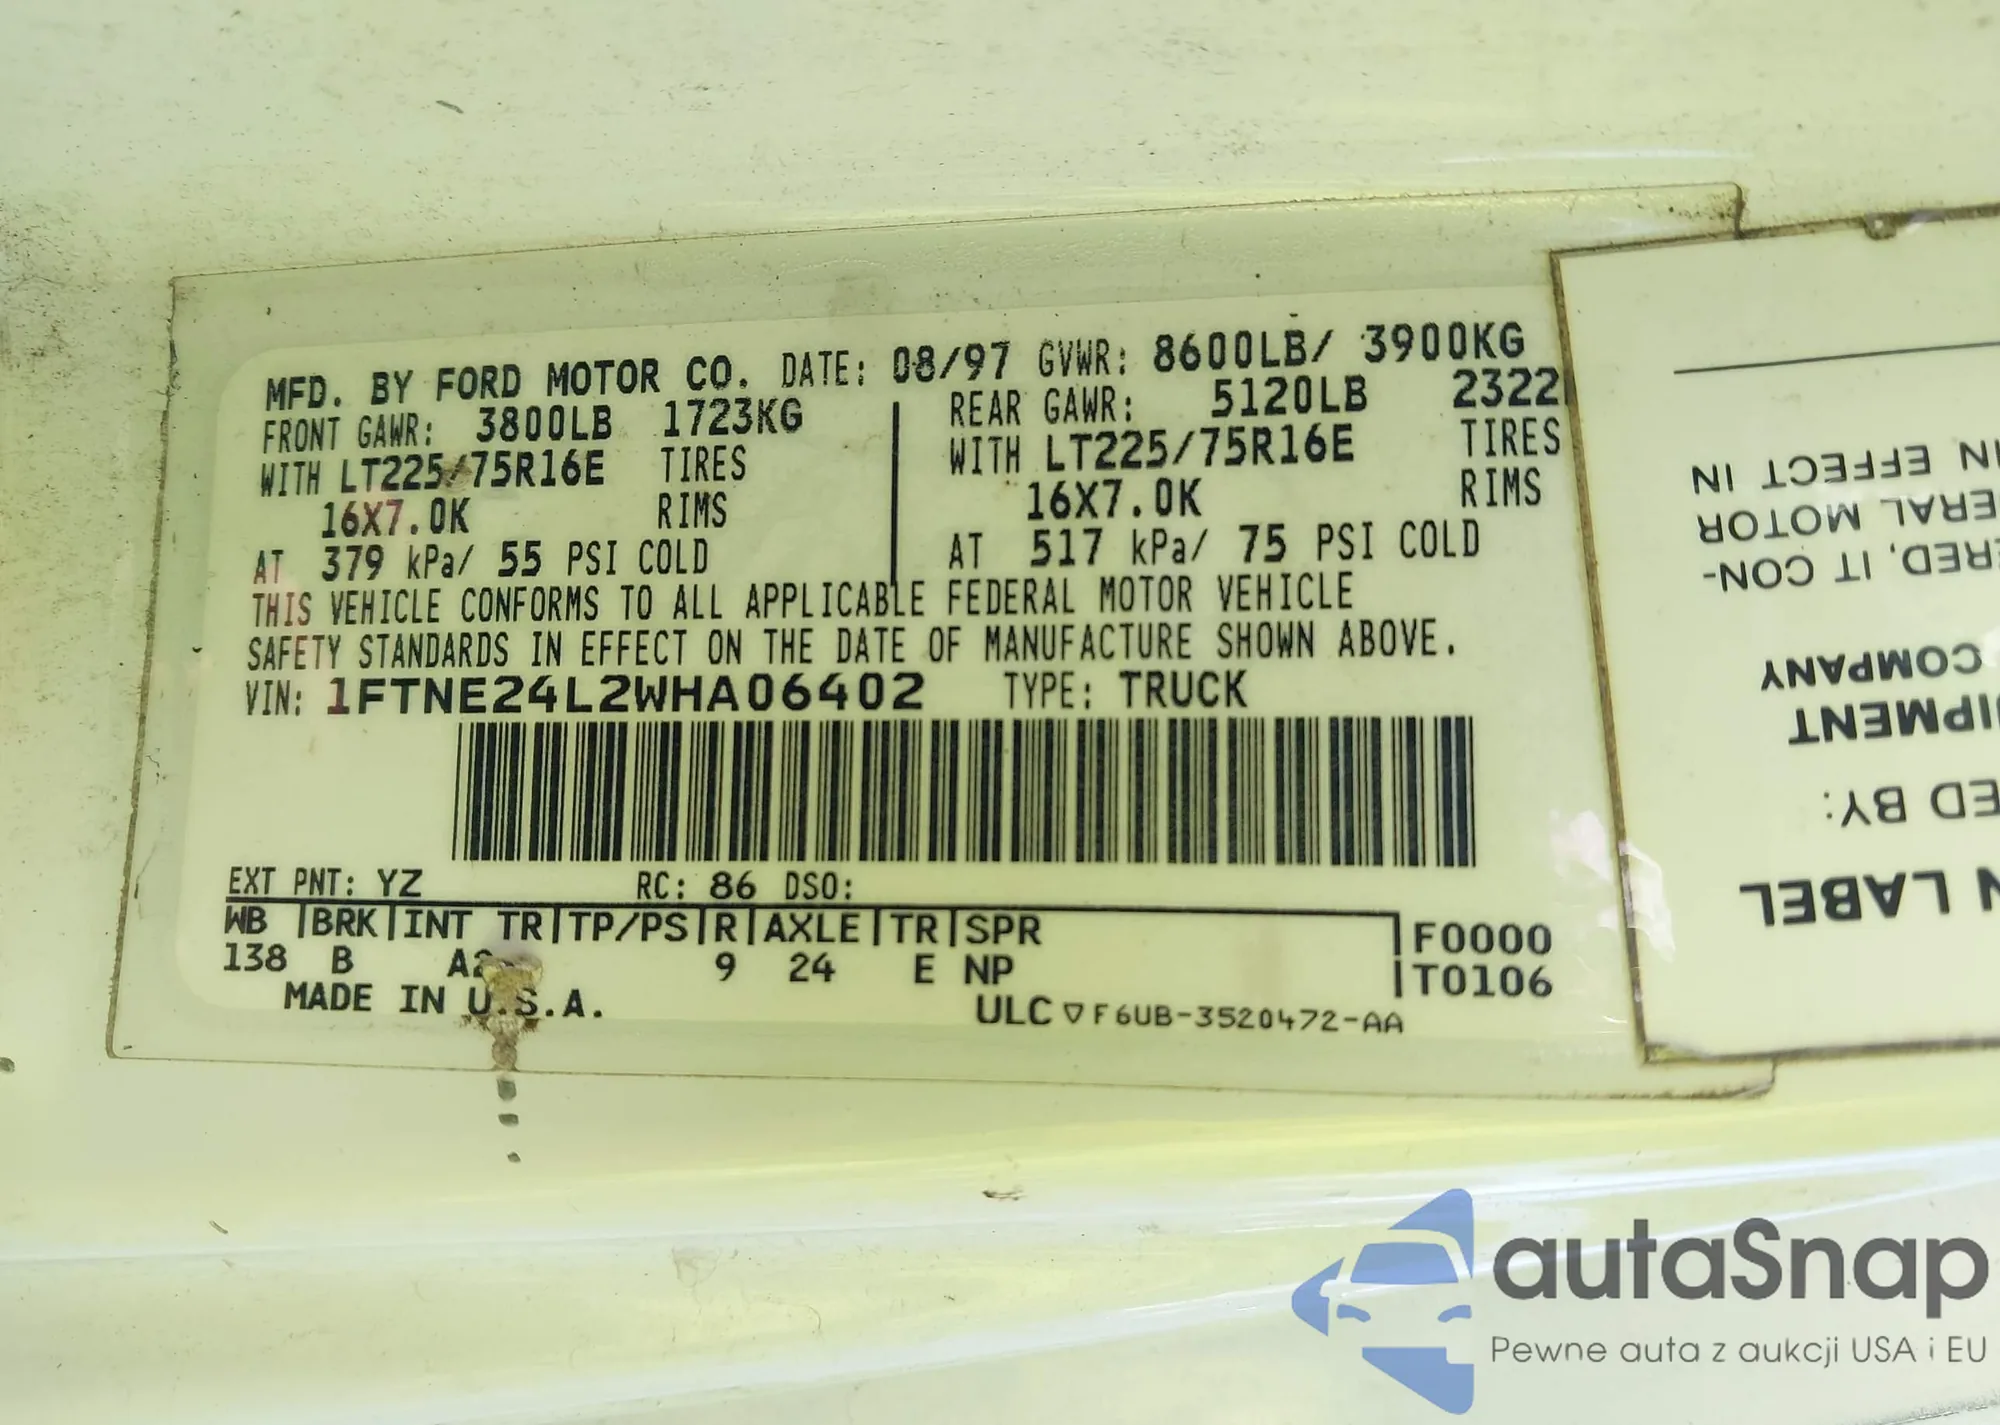 MFD. BY FORD MOTOR CO. DATE: 08/97 GVWR: 8600LB/ 3900KG
FRONT GAWR: 3800LB 1723KG
WITH LT225/75R16E TIRES
16X7.0K RIMS
AT 379 kPa/ 55 PSI COLD
REAR GAWR: 5120LB 2322
WITH LT225/75R16E TIRES
16X7.0K RIMS
AT 517 kPa/ 75 PSI COLD
THIS VEHICLE CONFORMS TO ALL APPLICABLE FEDERAL MOTOR VEHICLE
SAFETY STANDARDS IN EFFECT ON THE DATE OF MANUFACTURE SHOWN ABOVE.
VIN: 1FTNE24L2WHA06402 TYPE: TRUCK
EXT PNT: YZ RC: 86 DSO:
WB |BRK|INT TR|TP/PS|R|AXLE|TR|SPR
138 B A2 9 24 E NP
F0000
T0106
MADE IN U.S.A.
ULC ▽ F6UB-3520472-AA
N LABEL
ED BY:
UIPMENT
COMPANY
RED, IT CON-
ERAL MOTOR
IN EFFECT IN
autaSnap
Pewne auta z aukcji USA i EU